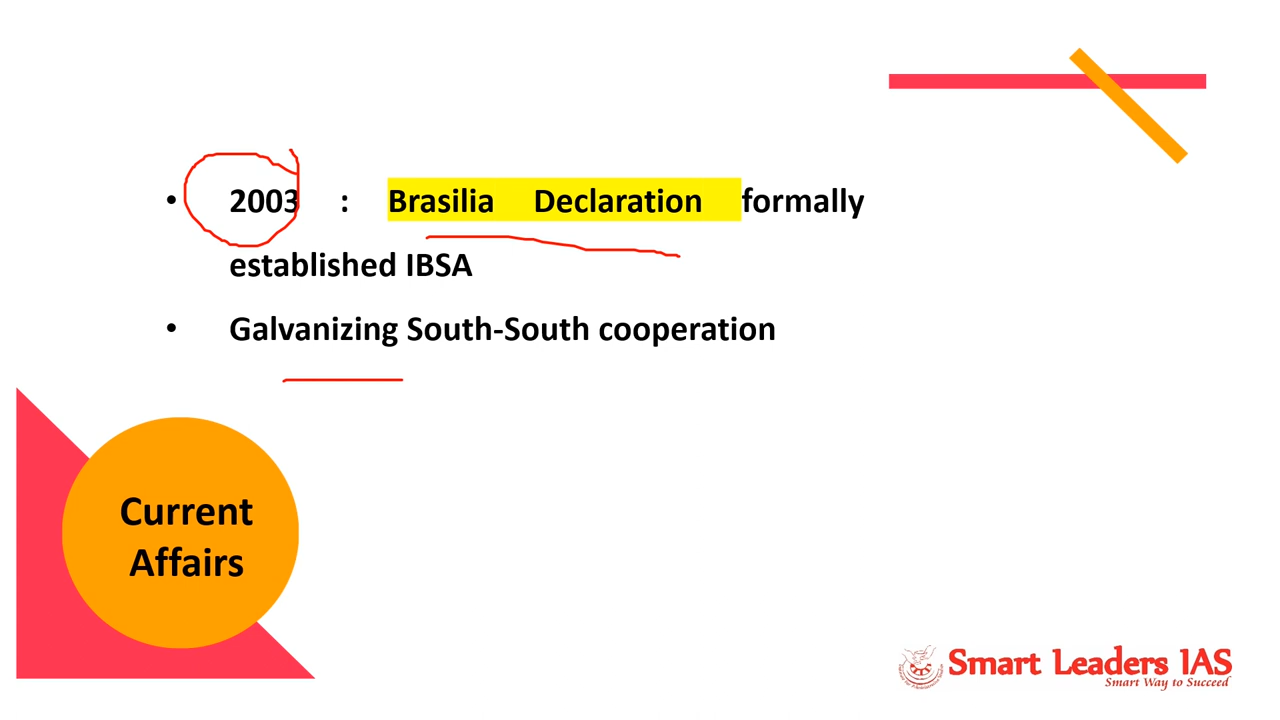 • 2003 : Brasilia Declaration formally
established IBSA
• Galvanizing South-South cooperation
Current
Affairs
Smart Leaders IAS
Smart Way to Succeed